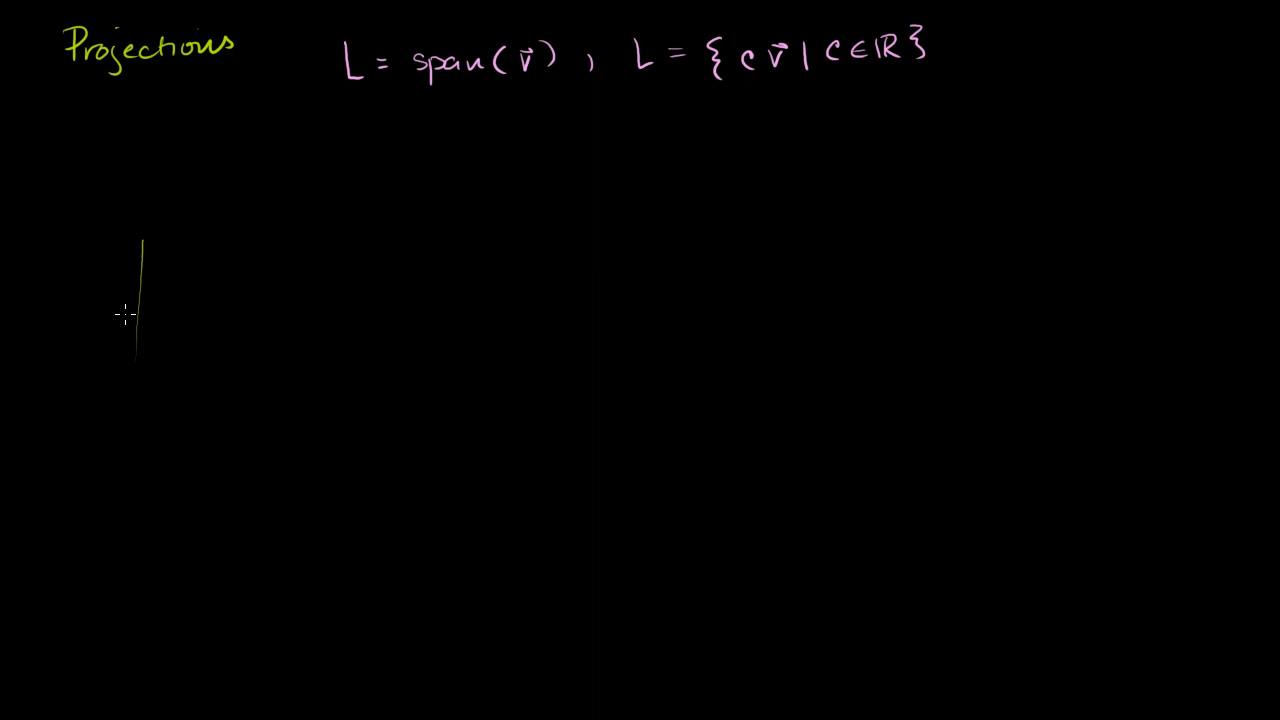 Projections
L = span(v⃗) , L = {c v⃗ | c ∈ ℝ}